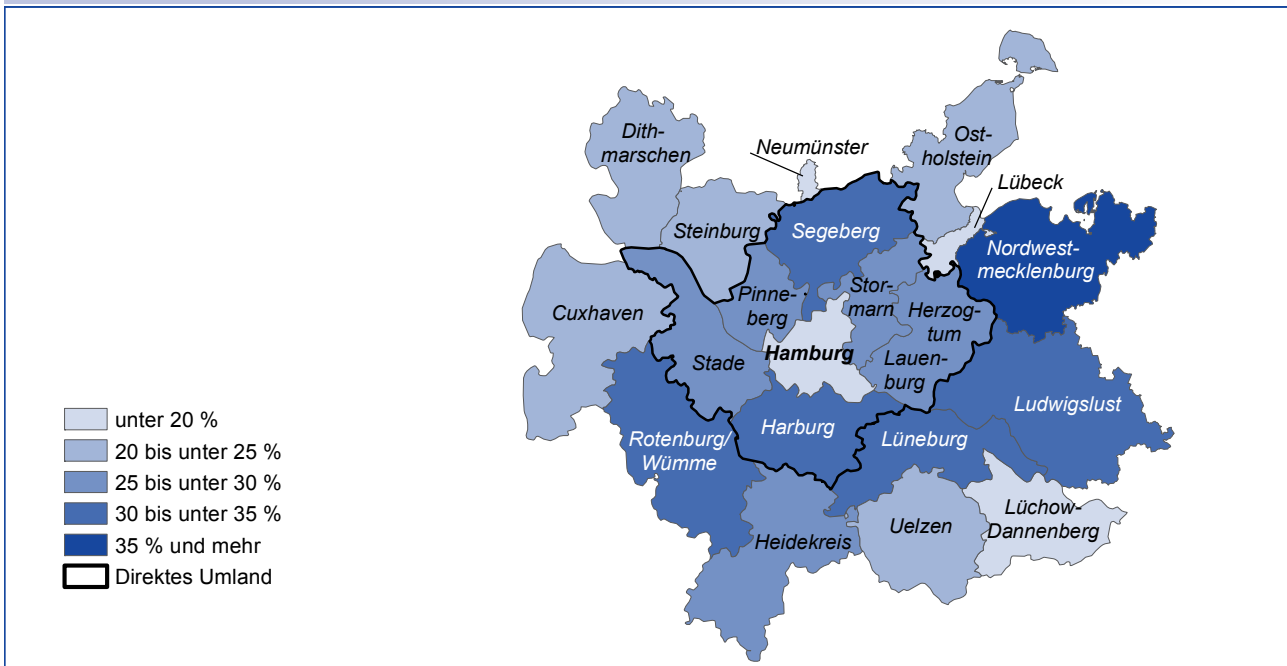 Dith-
marschen
Neumünster
Ost-
holstein
Lübeck
Steinburg
Segeberg
Nordwest-
mecklenburg
Cuxhaven
Pinne-
berg
Stor-
marn
Herzog-
tum
Lauen-
burg
Stade
Hamburg
Ludwigslust
Rotenburg/
Wümme
Harburg
Lüneburg
Heidekreis
Uelzen
Lüchow-
Dannenberg
unter 20 %
20 bis unter 25 %
25 bis unter 30 %
30 bis unter 35 %
35 % und mehr
Direktes Umland